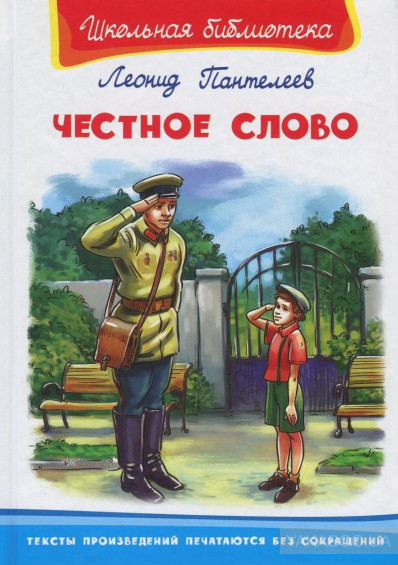 Школьная библиотека
Леонид Пантелеев
ЧЕСТНОЕ СЛОВО
ТЕКСТЫ ПРОИЗВЕДЕНИЙ ПЕЧАТАЮТСЯ БЕЗ СОКРАЩЕНИЙ